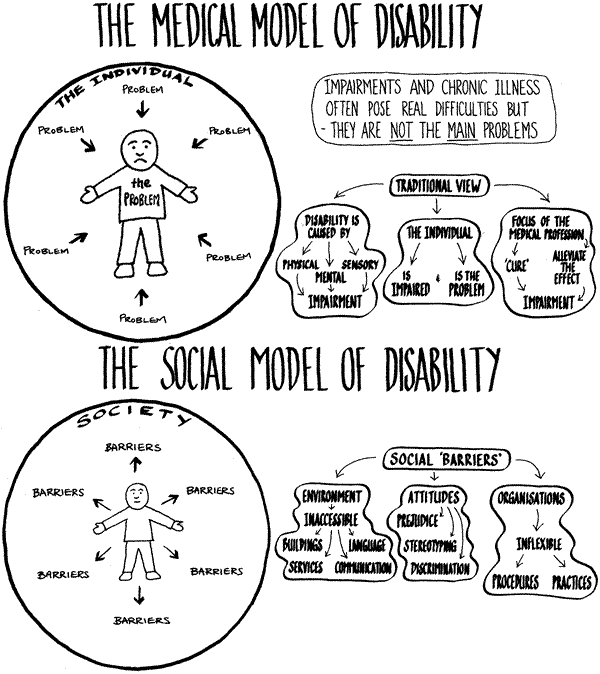 THE MEDICAL MODEL OF DISABILITY
THE INDIVIDUAL
PROBLEM
PROBLEM
PROBLEM
the
PROBLEM
PROBLEM
PROBLEM
PROBLEM
IMPAIRMENTS AND CHRONIC ILLNESS
OFTEN POSE REAL DIFFICULTIES BUT
- THEY ARE NOT THE MAIN PROBLEMS
TRADITIONAL VIEW
DISABILITY IS
CAUSED BY
PHYSICAL SENSORY
MENTAL
IMPAIRMENT
THE INDIVIDUAL
IS IS THE
IMPAIRED & PROBLEM
FOCUS OF THE
MEDICAL PROFESSION
'CURE' ALLEVIATE
THE
EFFECT
IMPAIRMENT
THE SOCIAL MODEL OF DISABILITY
SOCIETY
BARRIERS
BARRIERS
BARRIERS
BARRIERS
BARRIERS
BARRIERS
SOCIAL 'BARRIERS'
ENVIRONMENT
INACCESSIBLE
BUILDINGS LANGUAGE
SERVICES COMMUNICATION
ATTITUDES
PREJUDICE
STEREOTYPING
DISCRIMINATION
ORGANISATIONS
INFLEXIBLE
PROCEDURES PRACTICES